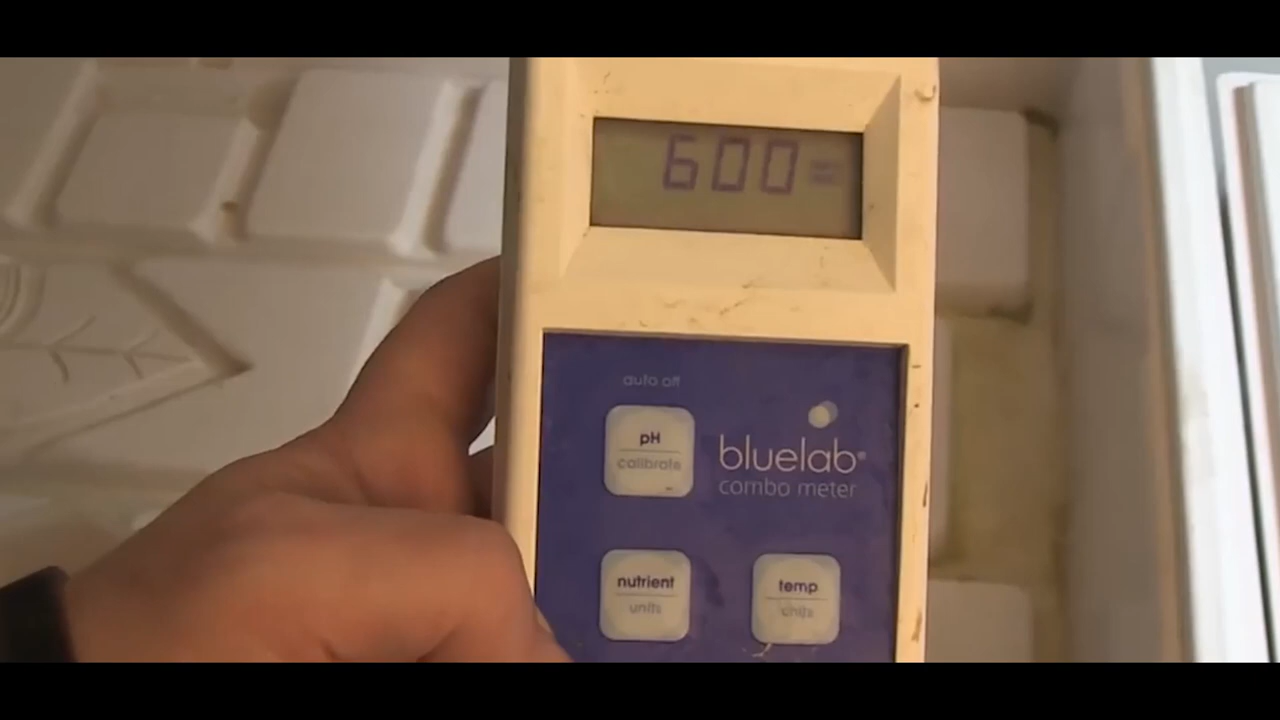 600
auto off
pH
calibrate
bluelab®
combo meter
nutrient
units
temp
units